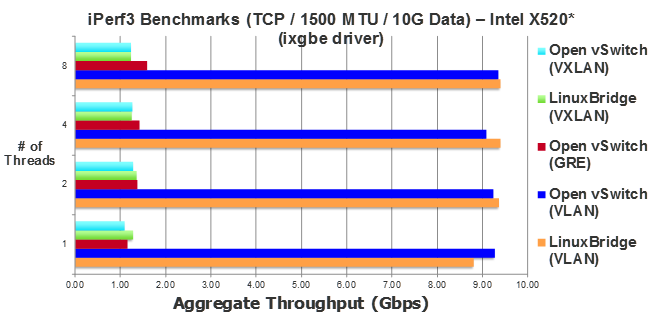 iPerf3 Benchmarks (TCP / 1500 MTU / 10G Data) – Intel X520*
(ixgbe driver)
8
4
2
1
# of
Threads
0.00 1.00 2.00 3.00 4.00 5.00 6.00 7.00 8.00 9.00 10.00
Aggregate Throughput (Gbps)
Open vSwitch
(VXLAN)
LinuxBridge
(VXLAN)
Open vSwitch
(GRE)
Open vSwitch
(VLAN)
LinuxBridge
(VLAN)